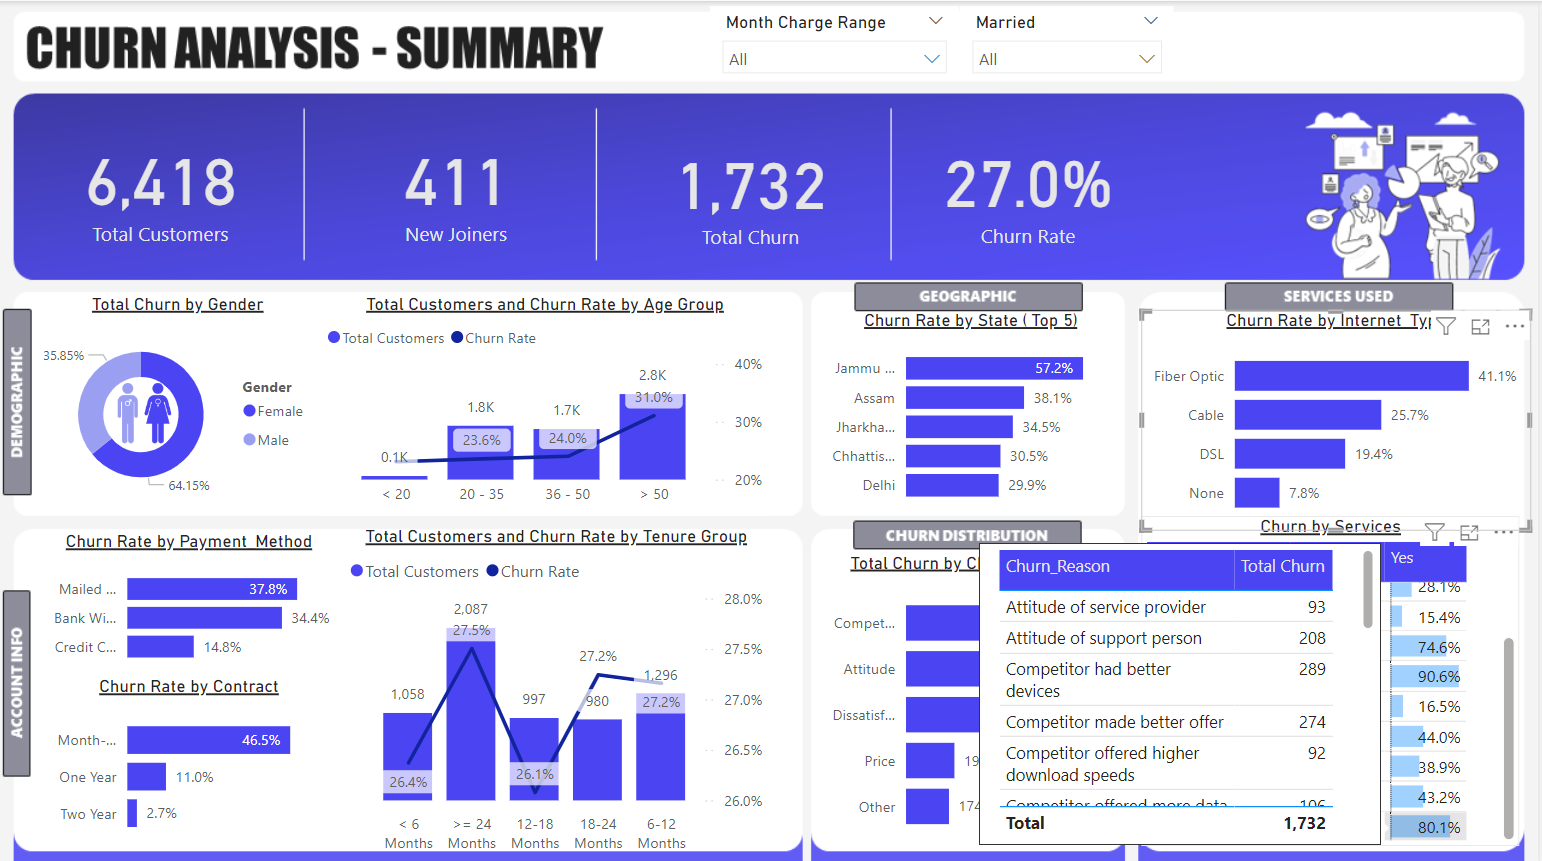 CHURN ANALYSIS - SUMMARY
Month Charge Range
All
Married
All
6,418
Total Customers
411
New Joiners
1,732
Total Churn
27.0%
Churn Rate
DEMOGRAPHIC
Total Churn by Gender
35.85%
64.15%
Gender
Female
Male
Total Customers and Churn Rate by Age Group
Total Customers Churn Rate
0.1K
1.8K
23.6%
1.7K
24.0%
2.8K
31.0%
40%
30%
20%
< 20
20 - 35
36 - 50
> 50
GEOGRAPHIC
Churn Rate by State ( Top 5)
Jammu ... 57.2%
Assam 38.1%
Jharkha... 34.5%
Chhattis... 30.5%
Delhi 29.9%
SERVICES USED
Churn Rate by Internet_Typ
Fiber Optic 41.1%
Cable 25.7%
DSL 19.4%
None 7.8%
ACCOUNT INFO
Churn Rate by Payment_Method
Mailed ... 37.8%
Bank Wi... 34.4%
Credit C... 14.8%
Churn Rate by Contract
Month-... 46.5%
One Year 11.0%
Two Year 2.7%
Total Customers and Churn Rate by Tenure Group
Total Customers Churn Rate
1,058
26.4%
2,087
27.5%
997
26.1%
27.2%
980
1,296
27.2%
28.0%
27.5%
27.0%
26.5%
26.0%
< 6
Months
>= 24
Months
12-18
Months
18-24
Months
6-12
Months
CHURN DISTRIBUTION
Total Churn by C
Compet...
Attitude
Dissatisf...
Price 19
Other 174
Churn_Reason Total Churn
Attitude of service provider 93
Attitude of support person 208
Competitor had better
devices 289
Competitor made better offer 274
Competitor offered higher
download speeds 92
Competitor offered more data 106
Total 1,732
Churn by Services
Yes
28.1%
15.4%
74.6%
90.6%
16.5%
44.0%
38.9%
43.2%
80.1%